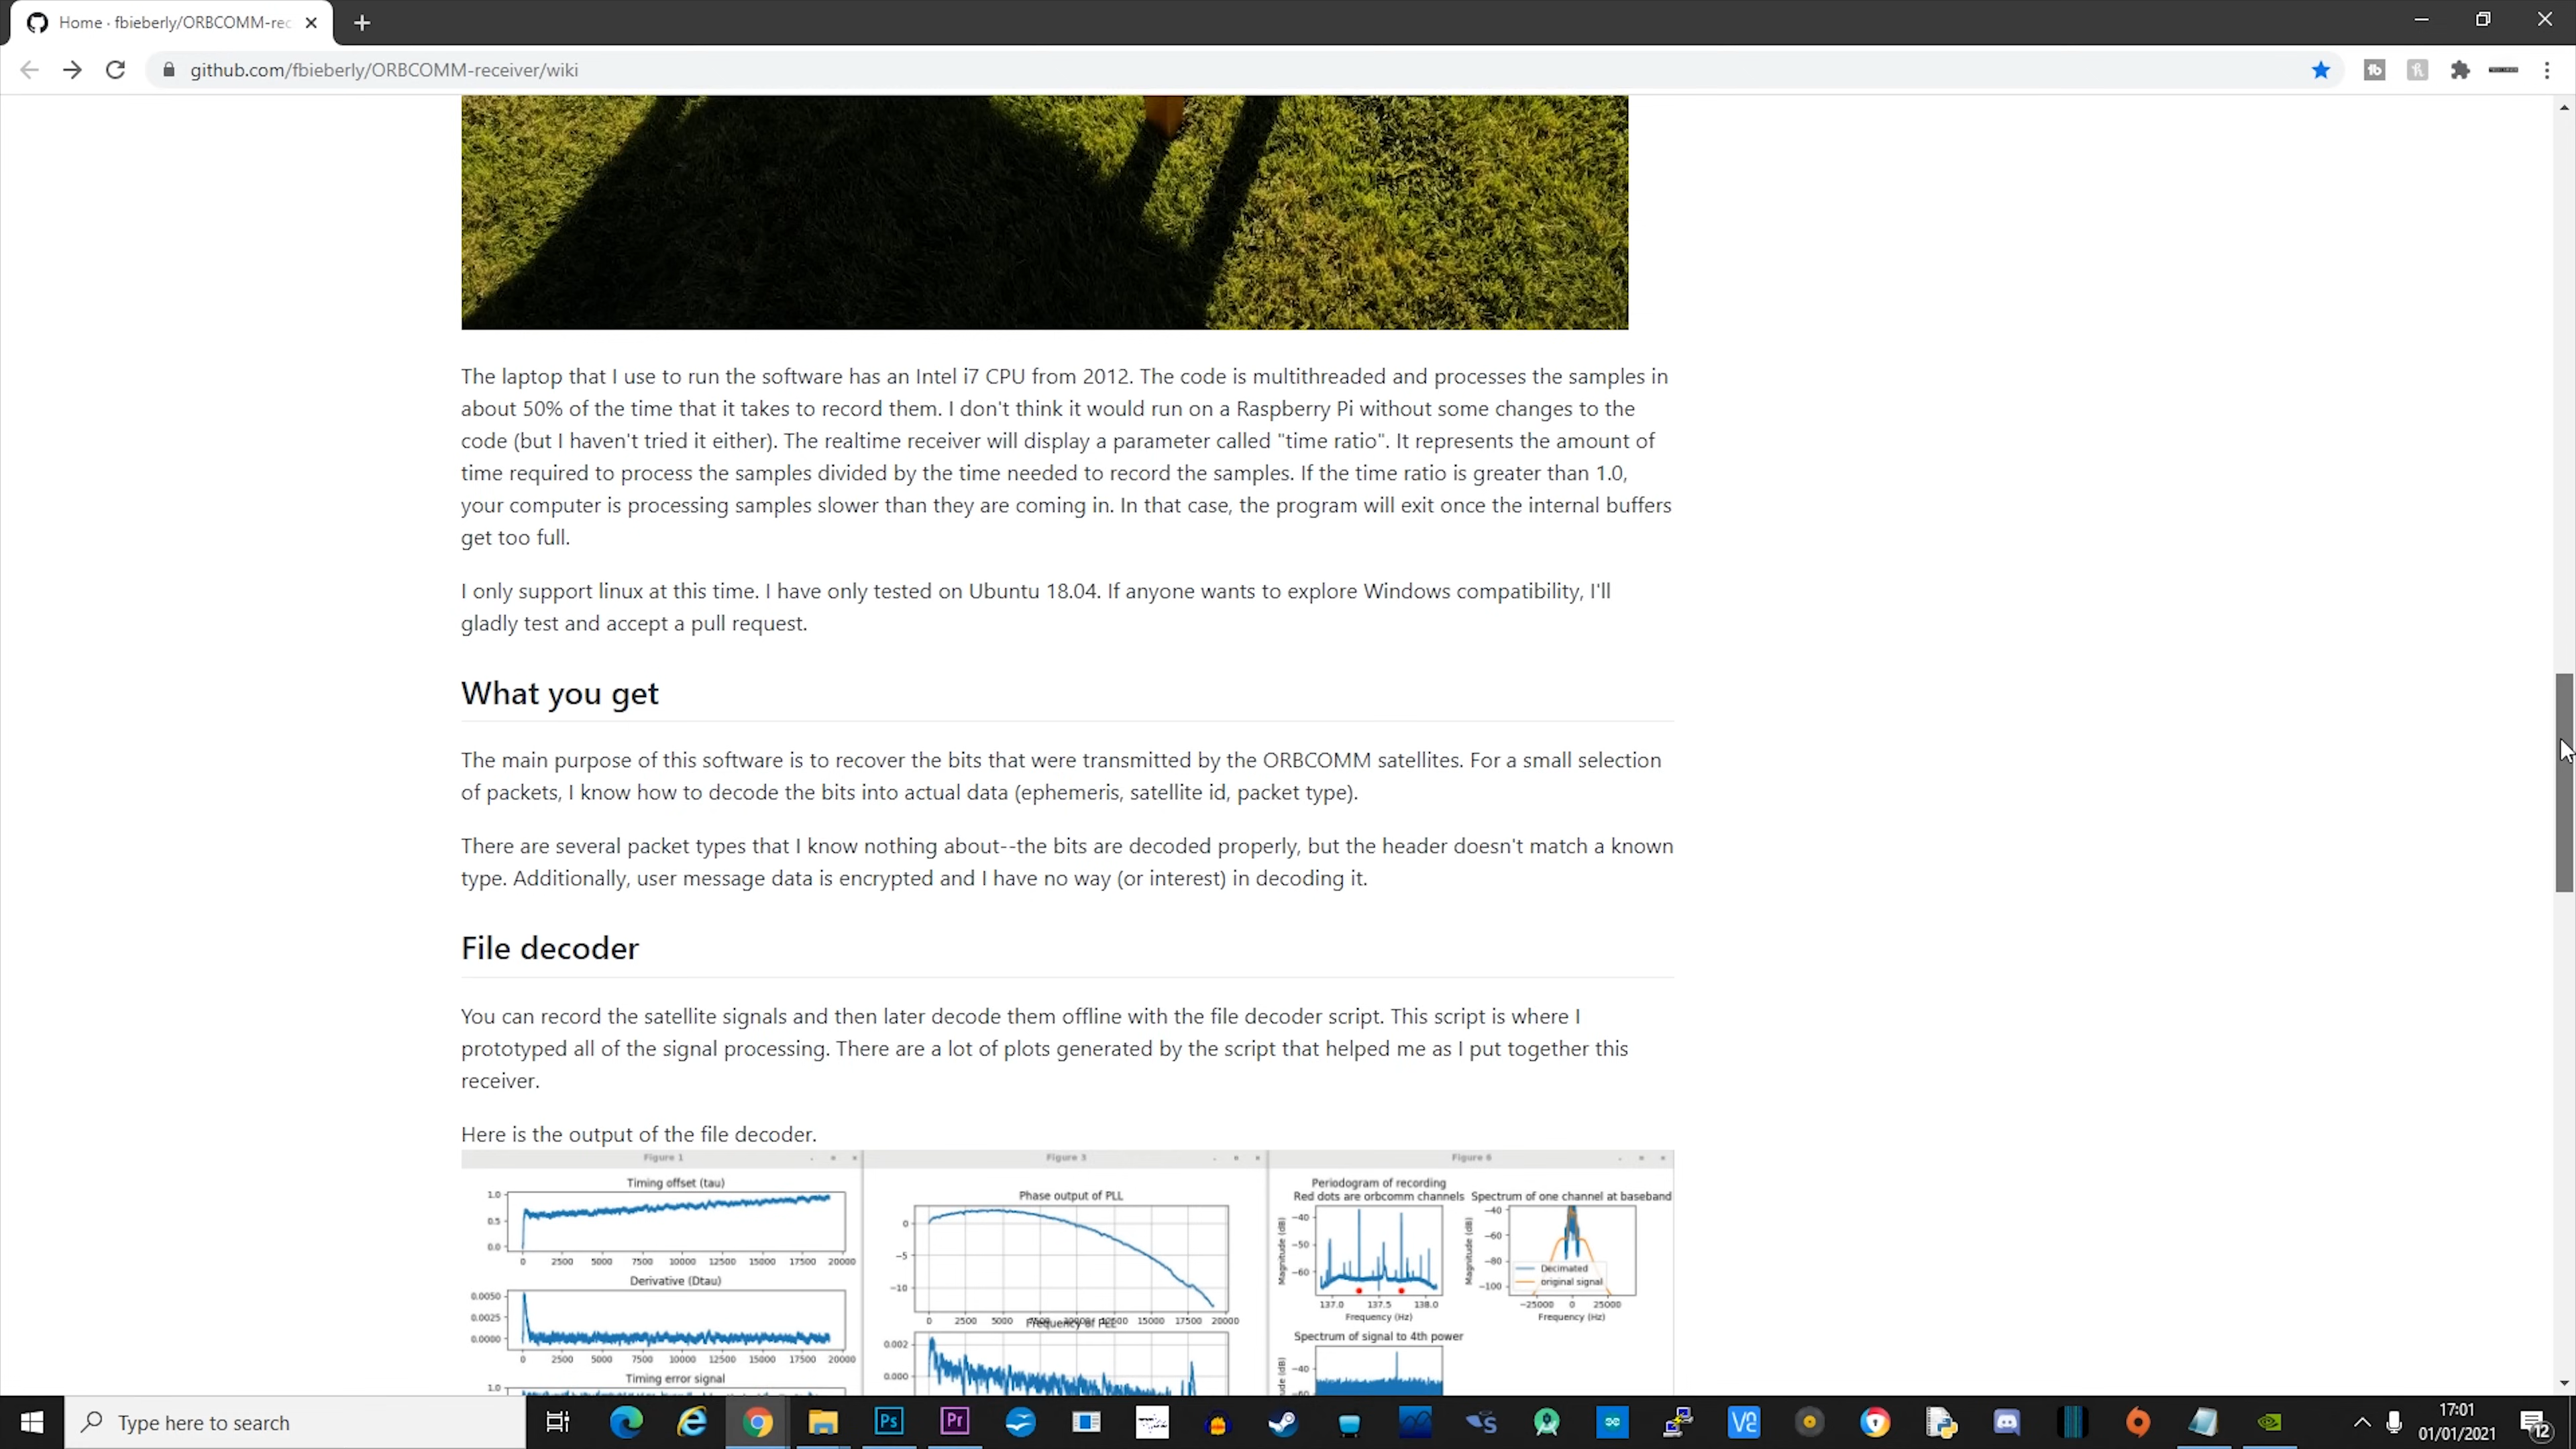 Home · fbieberly/ORBCOMM-rec
github.com/fbieberly/ORBCOMM-receiver/wiki
The laptop that I use to run the software has an Intel i7 CPU from 2012. The code is multithreaded and processes the samples in
about 50% of the time that it takes to record them. I don't think it would run on a Raspberry Pi without some changes to the
code (but I haven't tried it either). The realtime receiver will display a parameter called "time ratio". It represents the amount of
time required to process the samples divided by the time needed to record the samples. If the time ratio is greater than 1.0,
your computer is processing samples slower than they are coming in. In that case, the program will exit once the internal buffers
get too full.
I only support linux at this time. I have only tested on Ubuntu 18.04. If anyone wants to explore Windows compatibility, I'll
gladly test and accept a pull request.
What you get
The main purpose of this software is to recover the bits that were transmitted by the ORBCOMM satellites. For a small selection
of packets, I know how to decode the bits into actual data (ephemeris, satellite id, packet type).
There are several packet types that I know nothing about--the bits are decoded properly, but the header doesn't match a known
type. Additionally, user message data is encrypted and I have no way (or interest) in decoding it.
File decoder
You can record the satellite signals and then later decode them offline with the file decoder script. This script is where I
prototyped all of the signal processing. There are a lot of plots generated by the script that helped me as I put together this
receiver.
Here is the output of the file decoder.
Figure 1
Timing offset (tau)
1.0
0.5
0.0
0 2500 5000 7500 10000 12500 15000 17500 20000
Derivative (Dtau)
0.0050
0.0025
0.0000
0 2500 5000 7500 10000 12500 15000 17500 20000
Timing error signal
1.0
Figure 3
Phase output of PLL
0
−5
−10
0 2500 5000 7500 10000 12500 15000 17500 20000
Frequency of PLL
0.002
0.000
Figure 6
Periodogram of recording
Red dots are orbcomm channels
Magnitude (dB)
−40
−50
−60
137.0 137.5 138.0
Frequency (Hz)
Spectrum of one channel at baseband
Magnitude (dB)
−40
−60
−80
−100
Decimated
original signal
−25000 0 25000
Frequency (Hz)
Spectrum of signal to 4th power
−40
Type here to search
Ps
Pr
17:01
01/01/2021
12